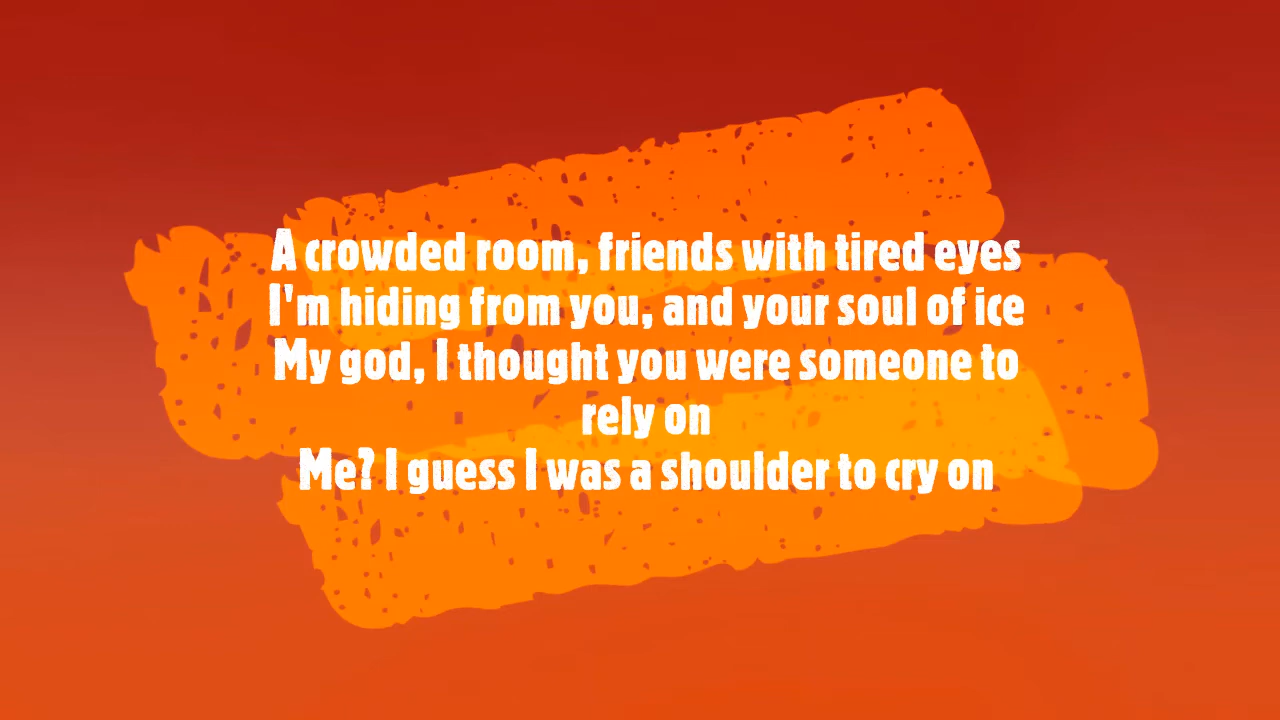 A crowded room, friends with tired eyes
I'm hiding from you, and your soul of ice
My god, I thought you were someone to
rely on
Me? I guess I was a shoulder to cry on